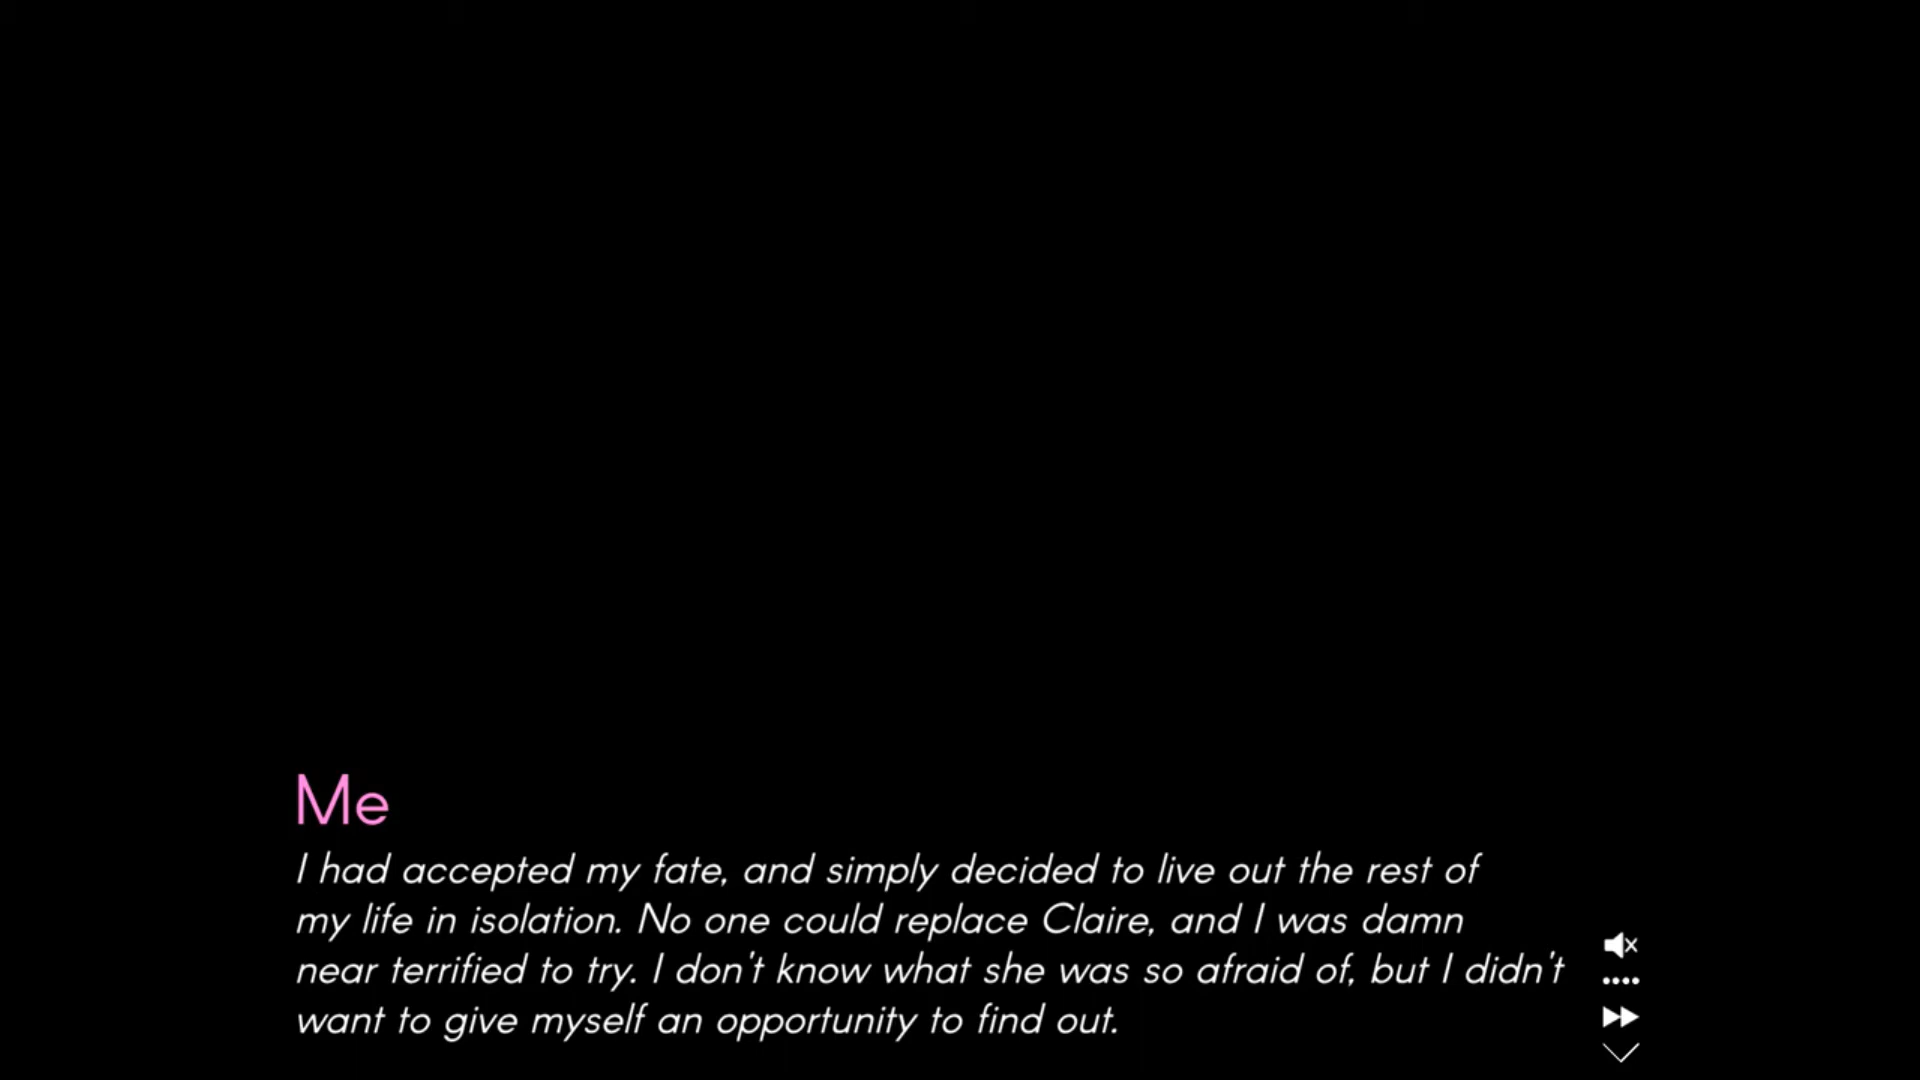 Me
I had accepted my fate, and simply decided to live out the rest of
my life in isolation. No one could replace Claire, and I was damn
near terrified to try. I don't know what she was so afraid of, but I didn't
want to give myself an opportunity to find out.